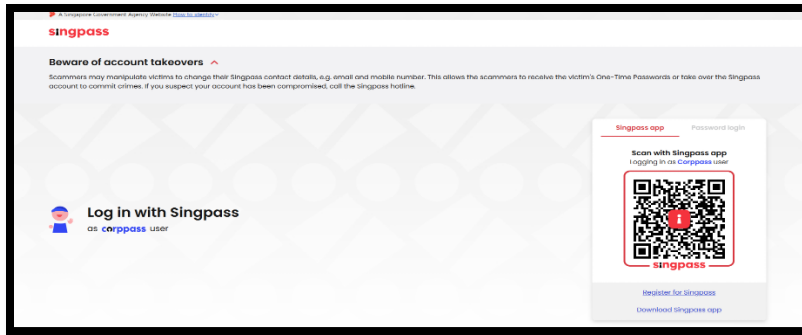 A Singapore Government Agency Website How to identify
singpass
Beware of account takeovers
Scammers may manipulate victims to change their Singpass contact details, e.g. email and mobile number. This allows the scammers to receive the victim's One-Time Passwords or take over the Singpass
account to commit crimes. If you suspect your account has been compromised, call the Singpass hotline.
Singpass app
Password login
Scan with Singpass app
Logging in as Corppass user
singpass
Register for Singpass
Download Singpass app
Log in with Singpass
as corppass user